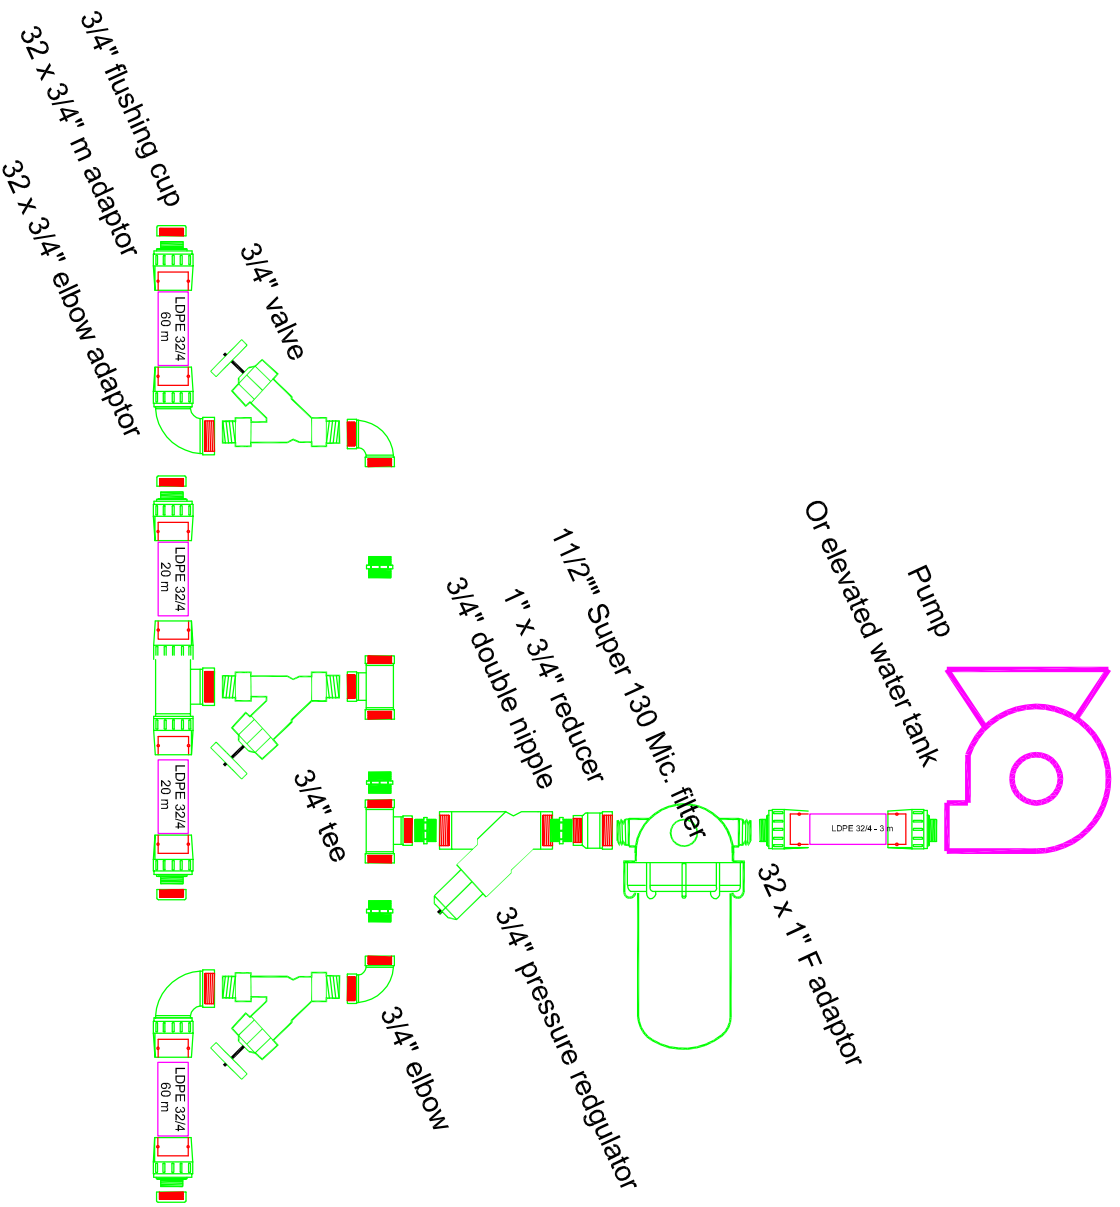 3/4" flushing cup
32 x 3/4" m adaptor
32 x 3/4" elbow adaptor
3/4" valve
LDPE 32/4
60 m
LDPE 32/4
20 m
LDPE 32/4
20 m
LDPE 32/4
60 m
3/4" tee
3/4" elbow
3/4" double nipple
1" x 3/4" reducer
11/2"" Super 130 Mic. filter
3/4" pressure redgulator
Pump
Or elevated water tank
LDPE 32/4 - 3 m
32 x 1" F adaptor